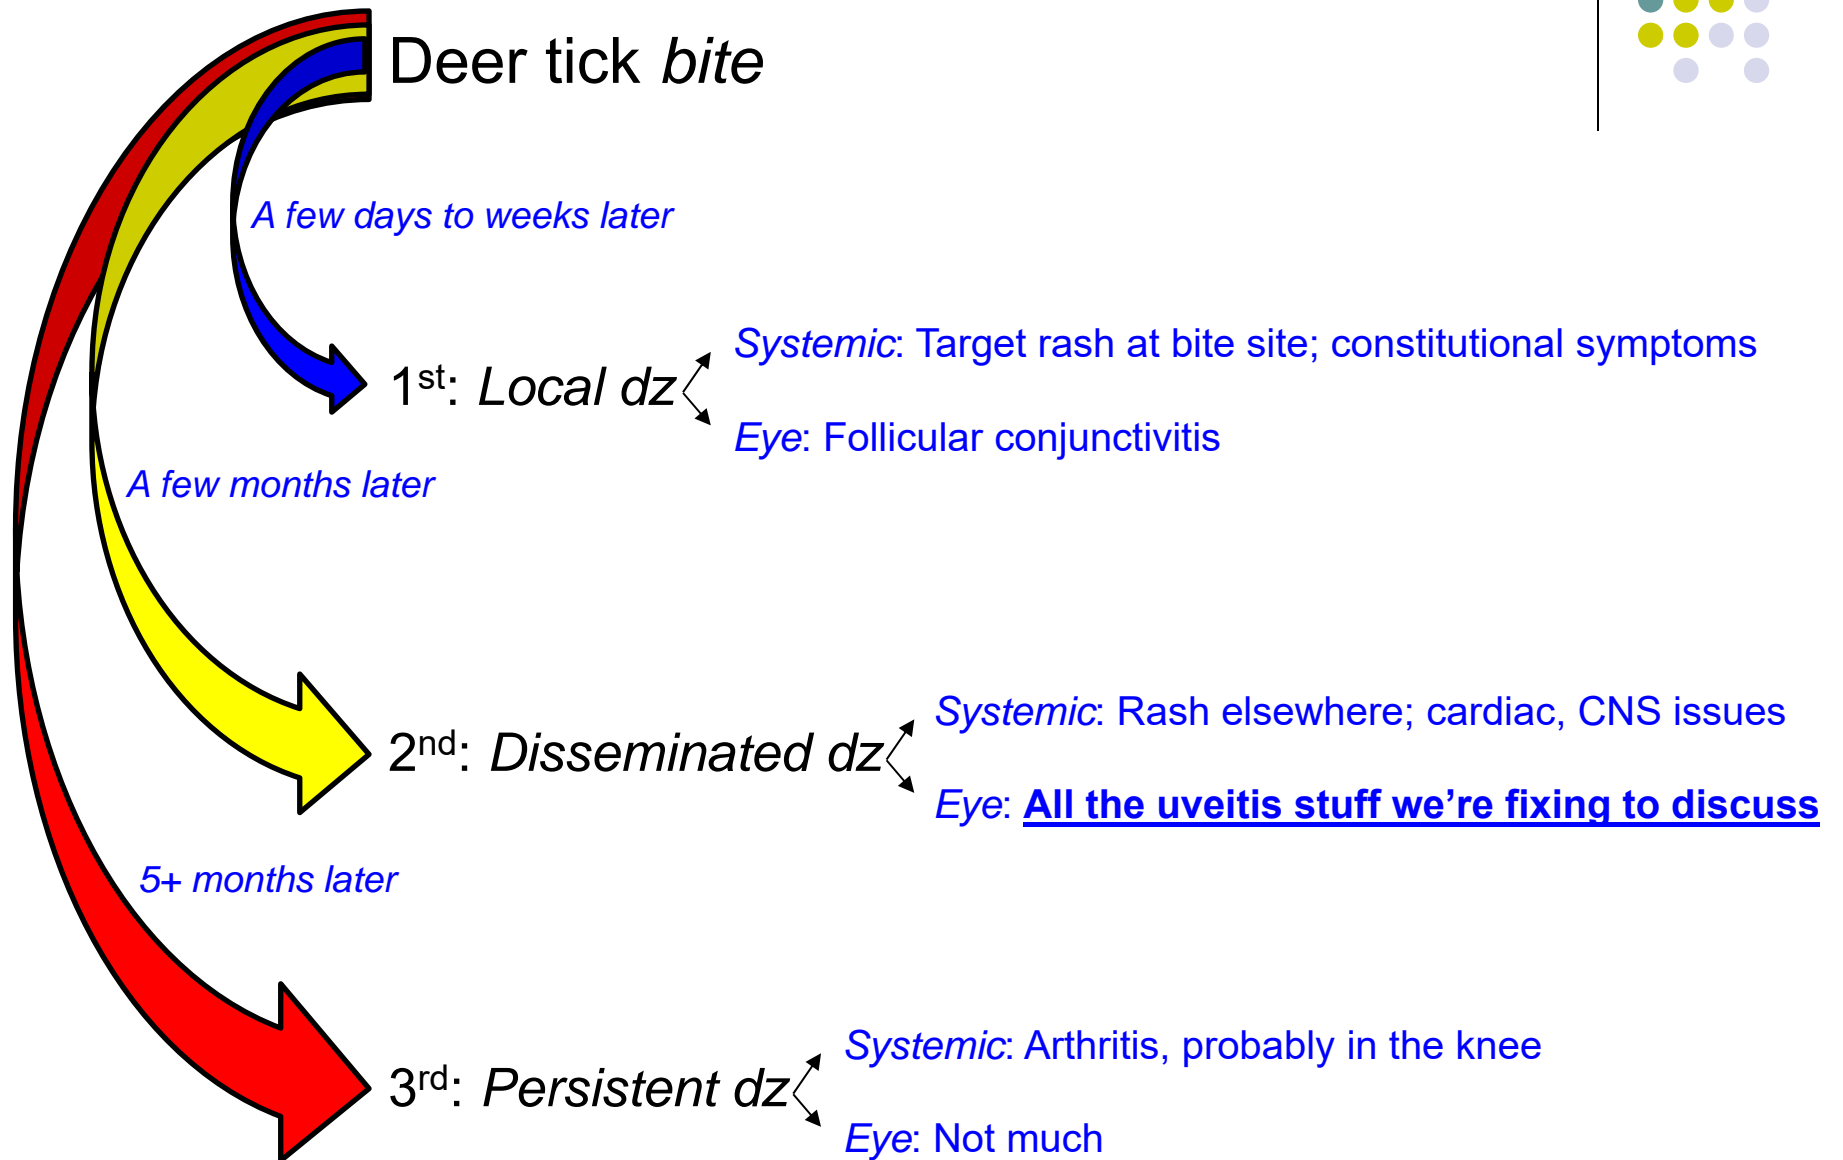 Deer tick bite
A few days to weeks later
Systemic: Target rash at bite site; constitutional symptoms
1st: Local dz
Eye: Follicular conjunctivitis
A few months later
Systemic: Rash elsewhere; cardiac, CNS issues
2nd: Disseminated dz
Eye: All the uveitis stuff we’re fixing to discuss
5+ months later
Systemic: Arthritis, probably in the knee
3rd: Persistent dz
Eye: Not much